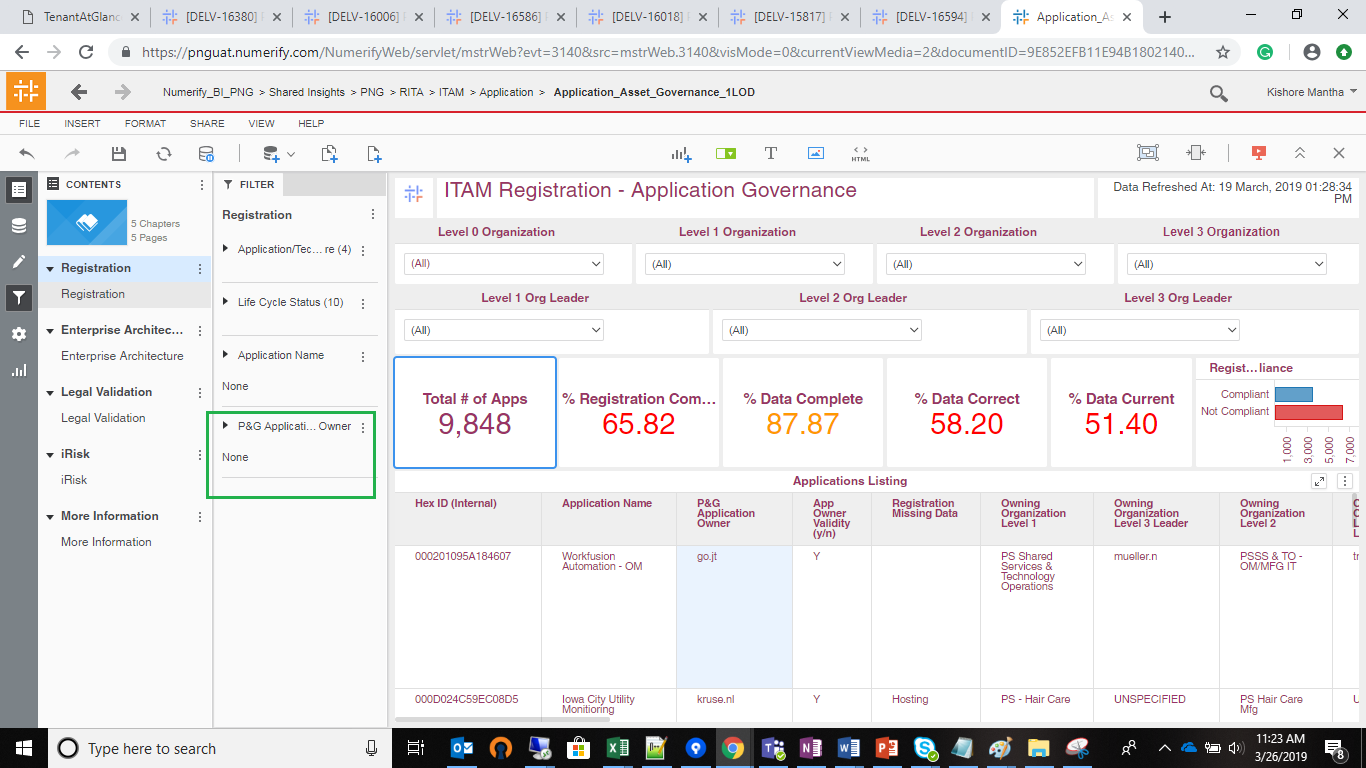 TenantAtGlanc
[DELV-16380]
[DELV-16006]
[DELV-16586]
[DELV-16018]
[DELV-15817]
[DELV-16594]
Application_As
https://pnguat.numerify.com/NumerifyWeb/servlet/mstrWeb?evt=3140&src=mstrWeb.3140&visMode=0&currentViewMedia=2&documentID=9E852EFB11E94B1802140...
Numerify_BI_PNG > Shared Insights > PNG > RITA > ITAM > Application > Application_Asset_Governance_1LOD
Kishore Mantha
FILE INSERT FORMAT SHARE VIEW HELP
HTML
CONTENTS
5 Chapters
5 Pages
Registration
Registration
Enterprise Architec...
Enterprise Architecture
Legal Validation
Legal Validation
iRisk
iRisk
More Information
More Information
FILTER
Registration
Application/Tec... re (4)
Life Cycle Status (10)
Application Name
None
P&G Applicati... Owner
None
ITAM Registration - Application Governance
Data Refreshed At: 19 March, 2019 01:28:34
PM
Level 0 Organization Level 1 Organization Level 2 Organization Level 3 Organization
(All) (All) (All) (All)
Level 1 Org Leader Level 2 Org Leader Level 3 Org Leader
(All) (All) (All)
Total # of Apps
9,848
% Registration Com...
65.82
% Data Complete
87.87
% Data Correct
58.20
% Data Current
51.40
Regist...liance
Compliant
Not Compliant
1,000
3,000
5,000
7,000
Applications Listing
Hex ID (Internal)
Application Name
P&G
Application
Owner
App
Owner
Validity
(y/n)
Registration
Missing Data
Owning
Organization
Level 1
Owning
Organization
Level 3 Leader
Owning
Organization
Level 2
000201095A184607
Workfusion
Automation - OM
go.jt
Y
PS Shared
Services &
Technology
Operations
mueller.n
PSSS & TO -
OM/MFG IT
000D024C59EC08D5
Iowa City Utility
Monitoring
kruse.nl
Y
Hosting
PS - Hair Care
UNSPECIFIED
PS Hair Care
Mfg
Type here to search
11:23 AM
3/26/2019
8